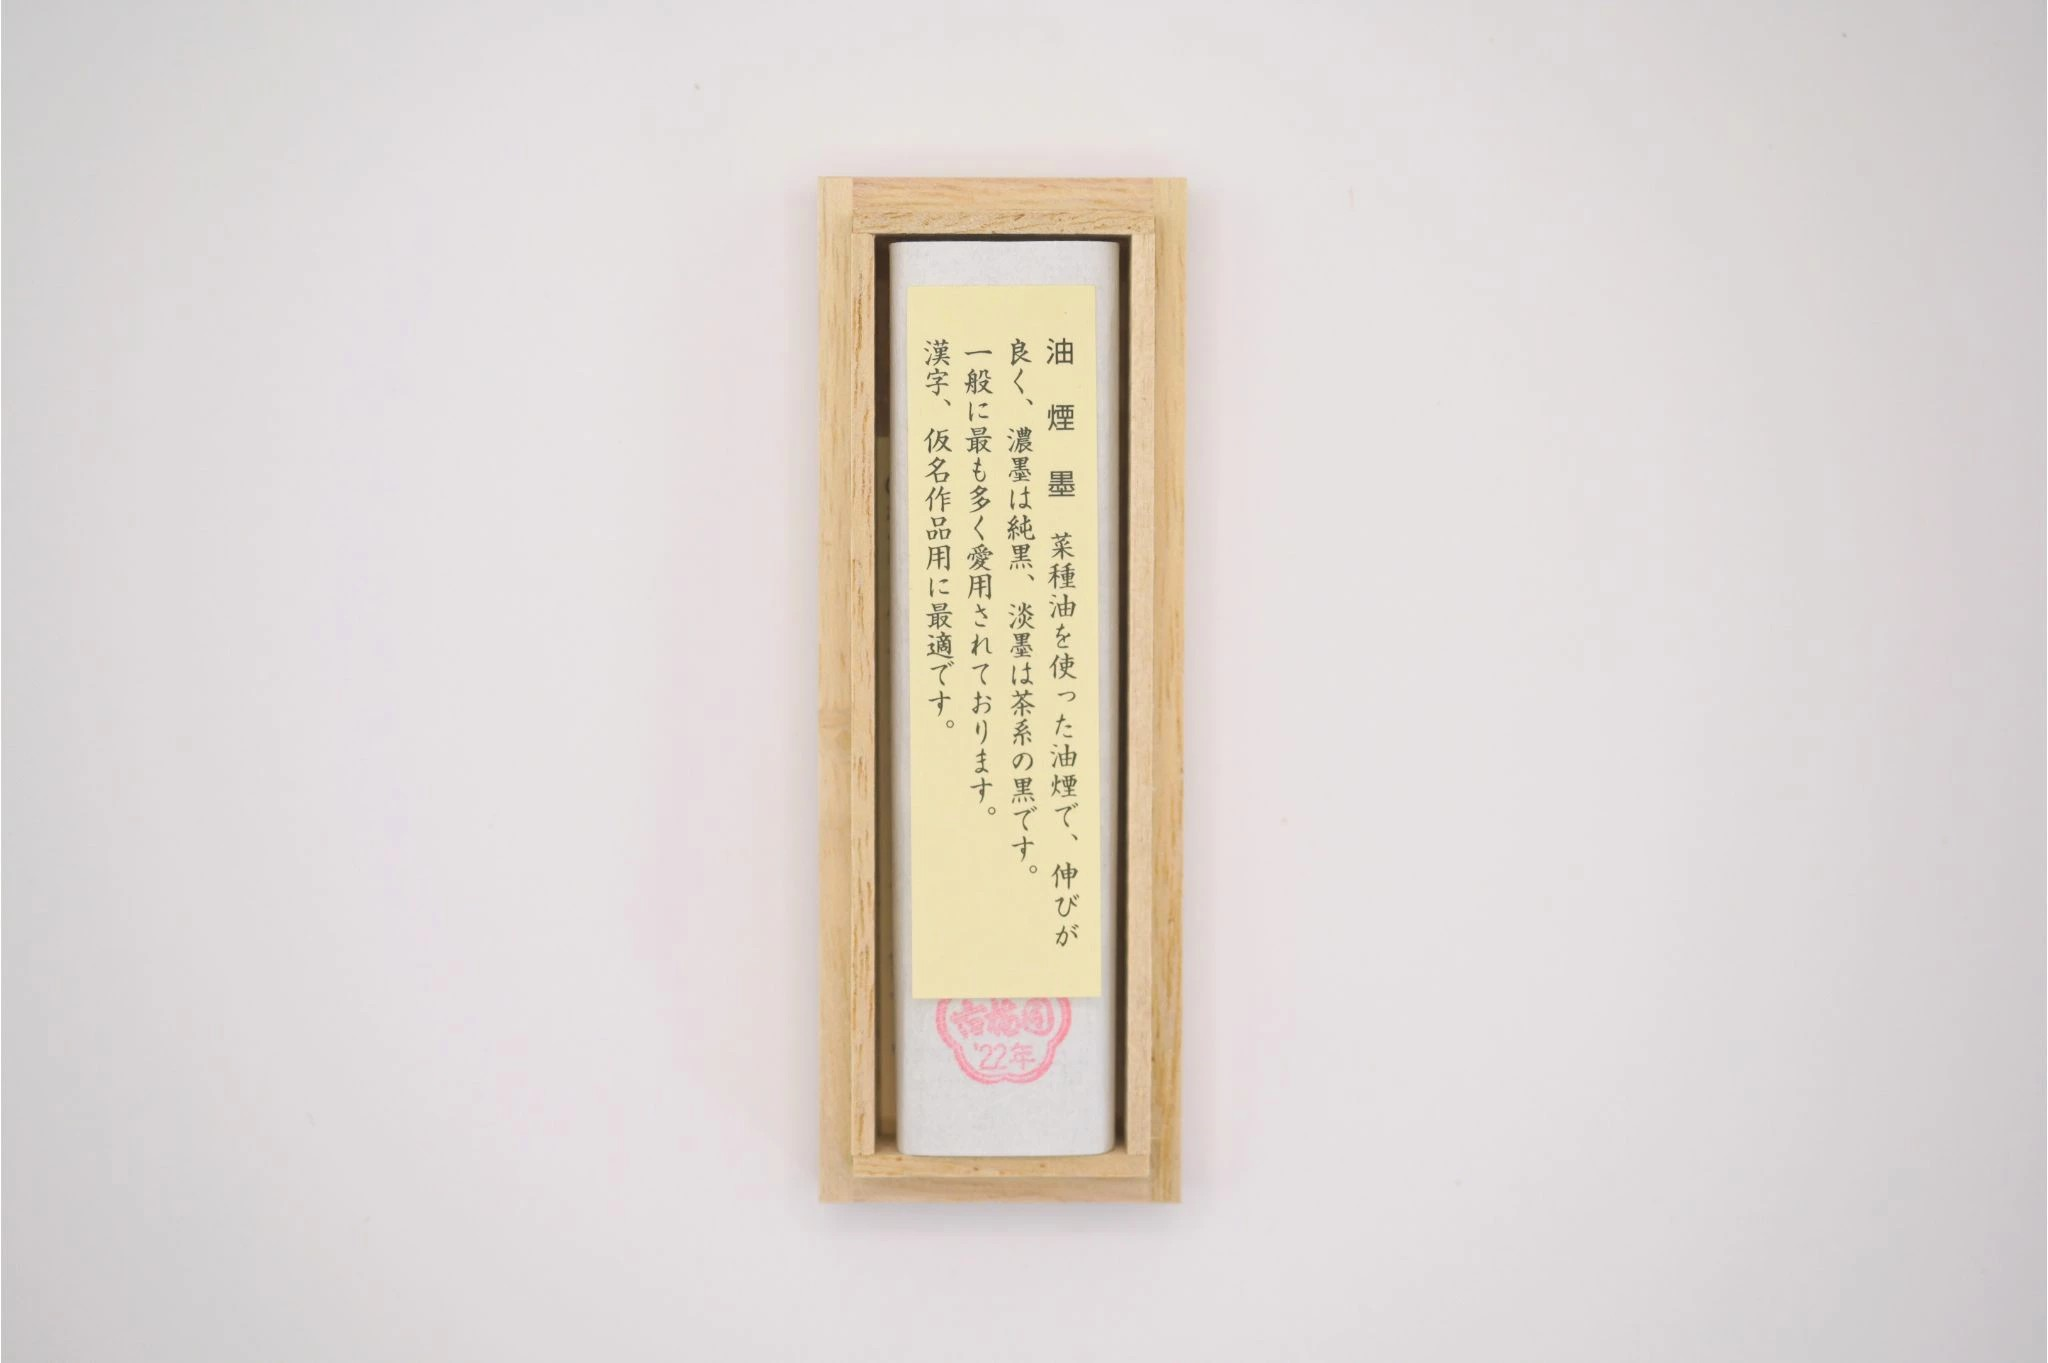 油煙墨 菜種油を使った油煙で、伸びが
良く、濃墨は純黒、淡墨は茶系の黒です。
一般に最も多く愛用されております。
漢字、仮名作品用に最適です。
古梅園
'22年